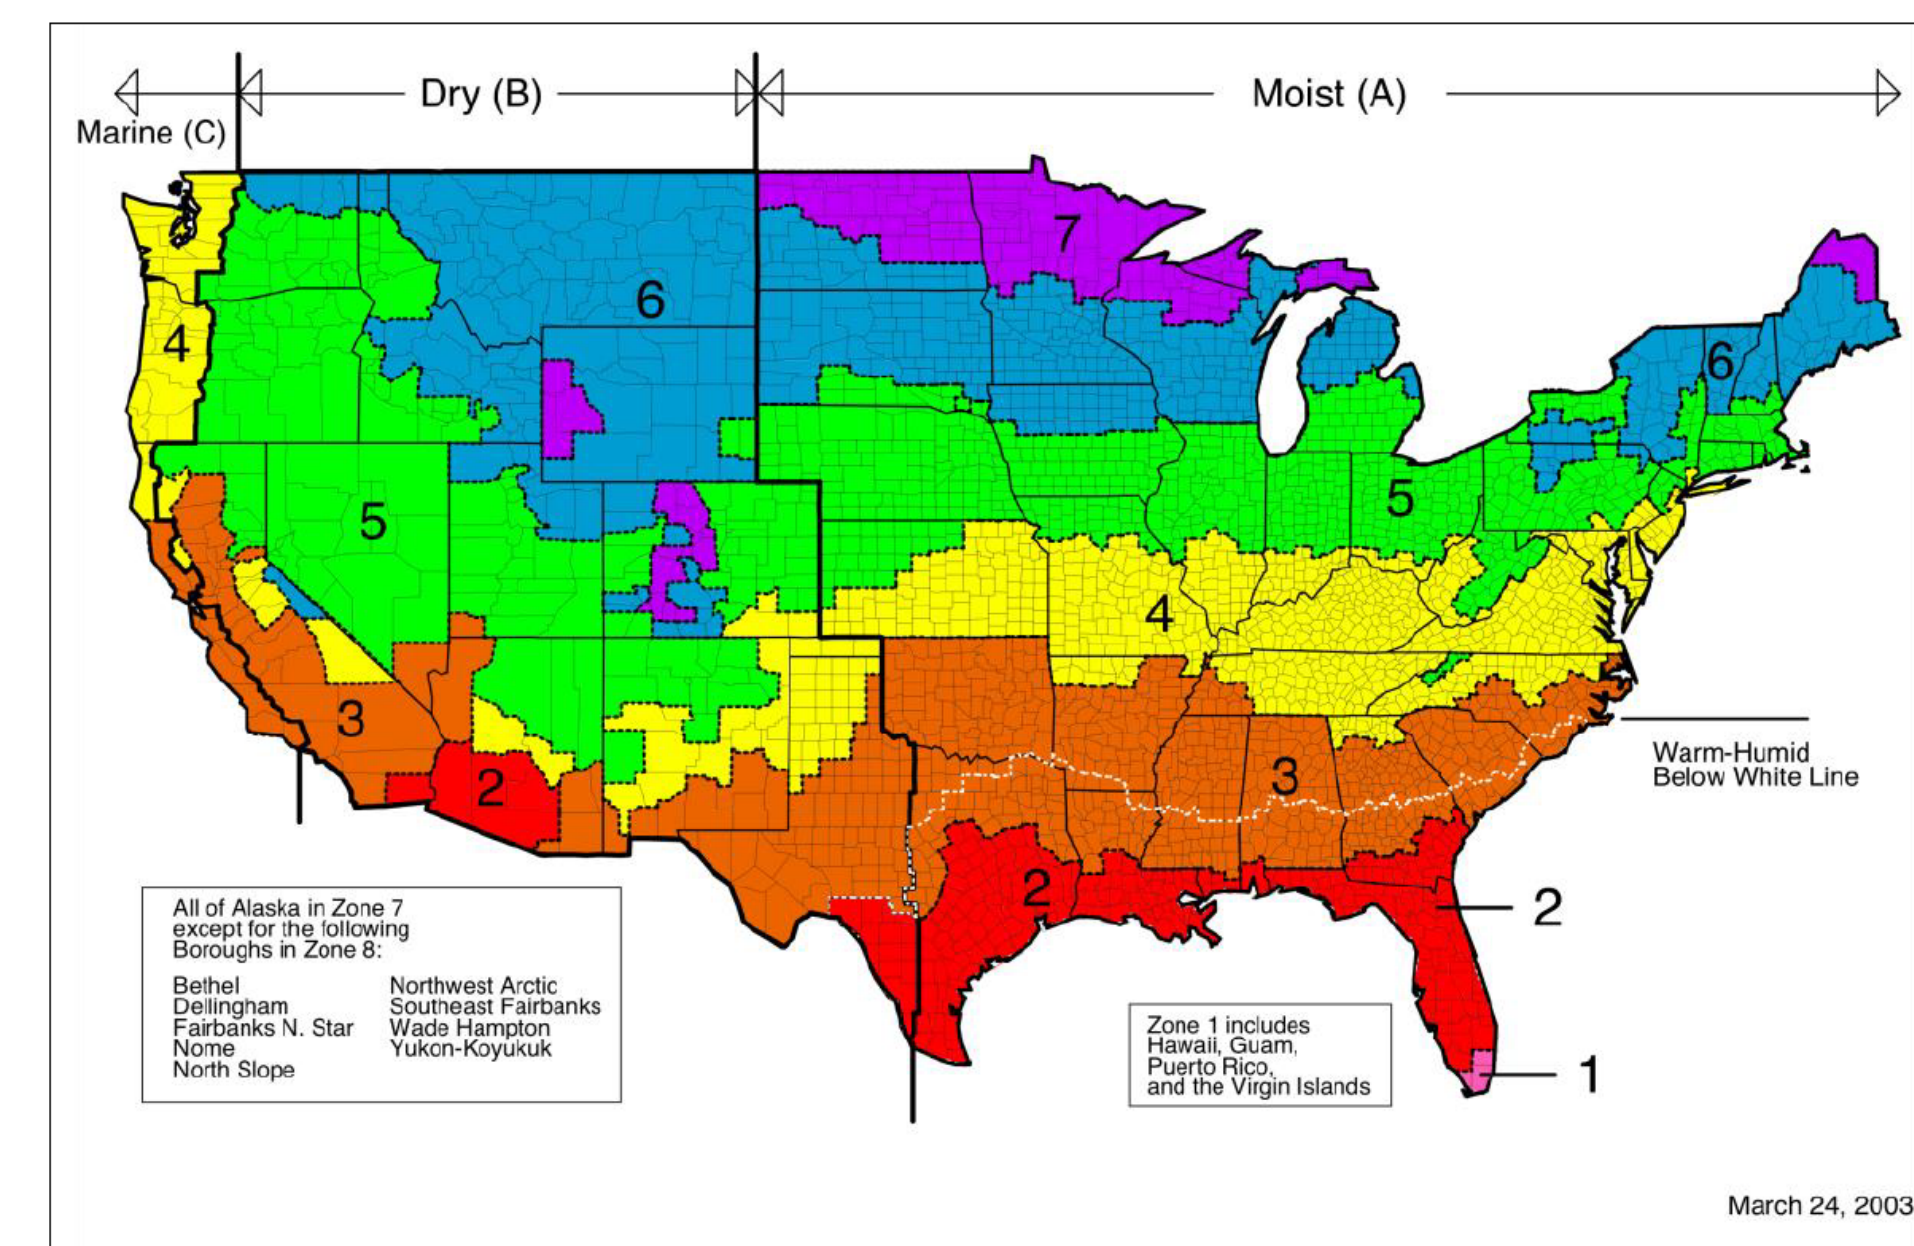 Dry (B)
Moist (A)
Marine (C)
7
6
4
6
5
5
4
3
2
3
Warm-Humid
Below White Line
2
2
1
All of Alaska in Zone 7
except for the following
Boroughs in Zone 8:
Bethel
Dellingham
Fairbanks N. Star
Nome
North Slope
Northwest Arctic
Southeast Fairbanks
Wade Hampton
Yukon-Koyukuk
Zone 1 includes
Hawaii, Guam,
Puerto Rico,
and the Virgin Islands
March 24, 2003